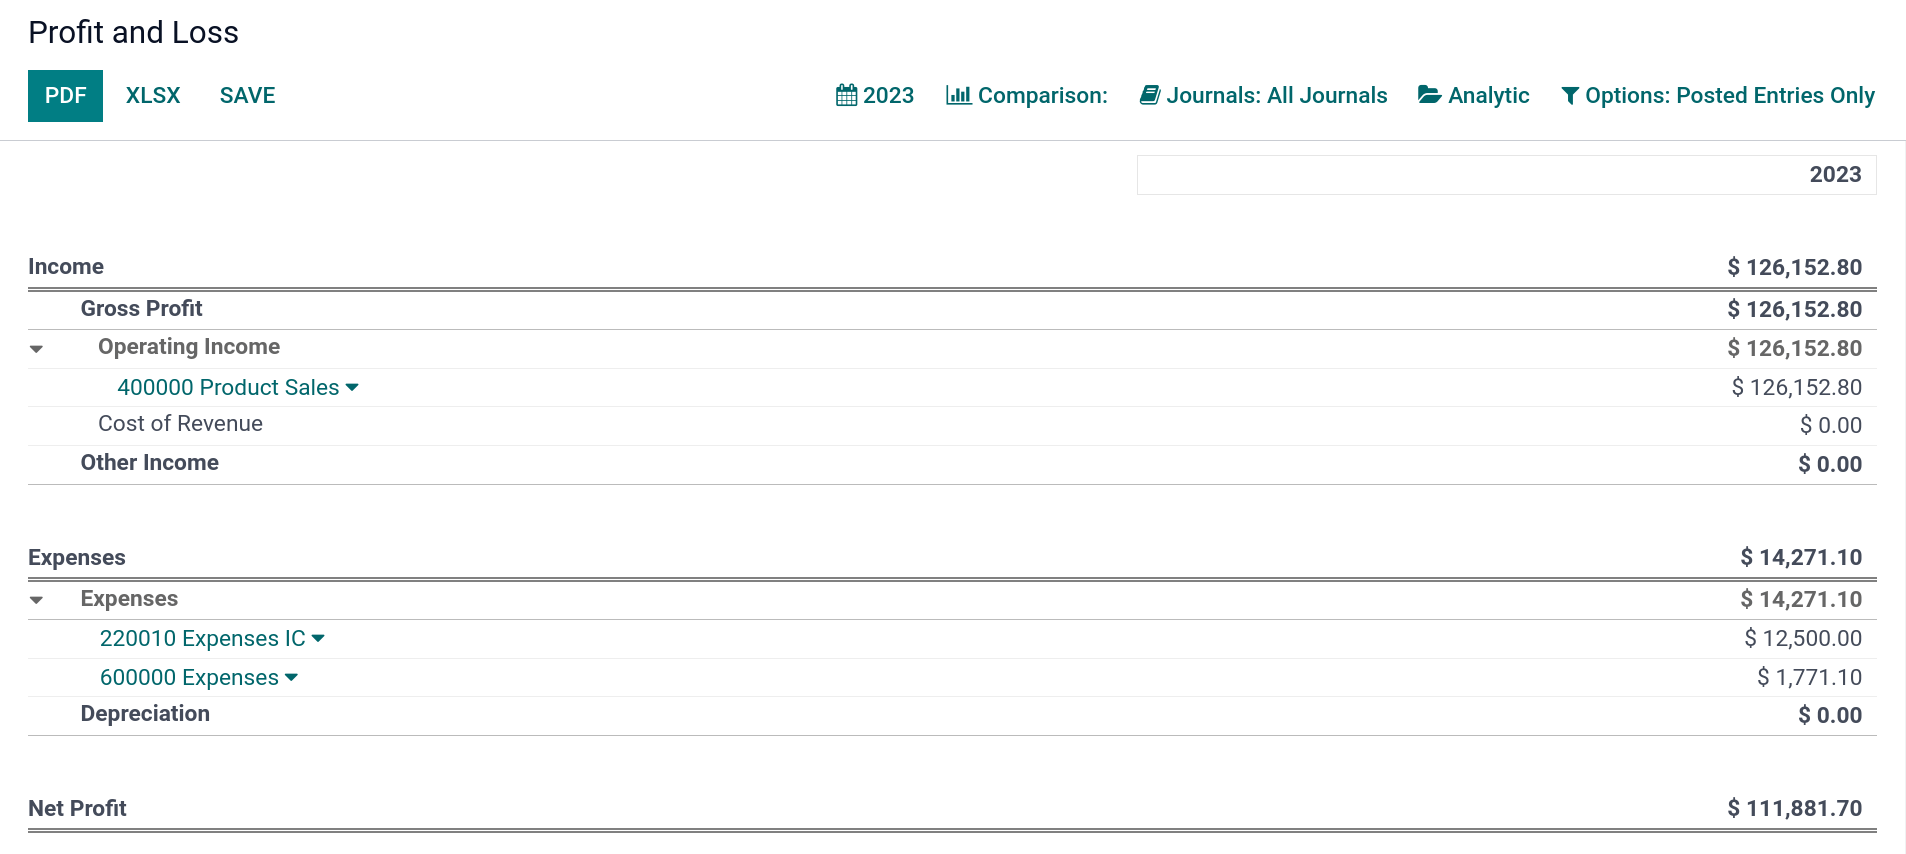 Profit and Loss
PDF XLSX SAVE 2023 Comparison: Journals: All Journals Analytic Options: Posted Entries Only
2023
Income $ 126,152.80
Gross Profit $ 126,152.80
Operating Income $ 126,152.80
400000 Product Sales $ 126,152.80
Cost of Revenue $ 0.00
Other Income $ 0.00
Expenses $ 14,271.10
Expenses $ 14,271.10
220010 Expenses IC $ 12,500.00
600000 Expenses $ 1,771.10
Depreciation $ 0.00
Net Profit $ 111,881.70